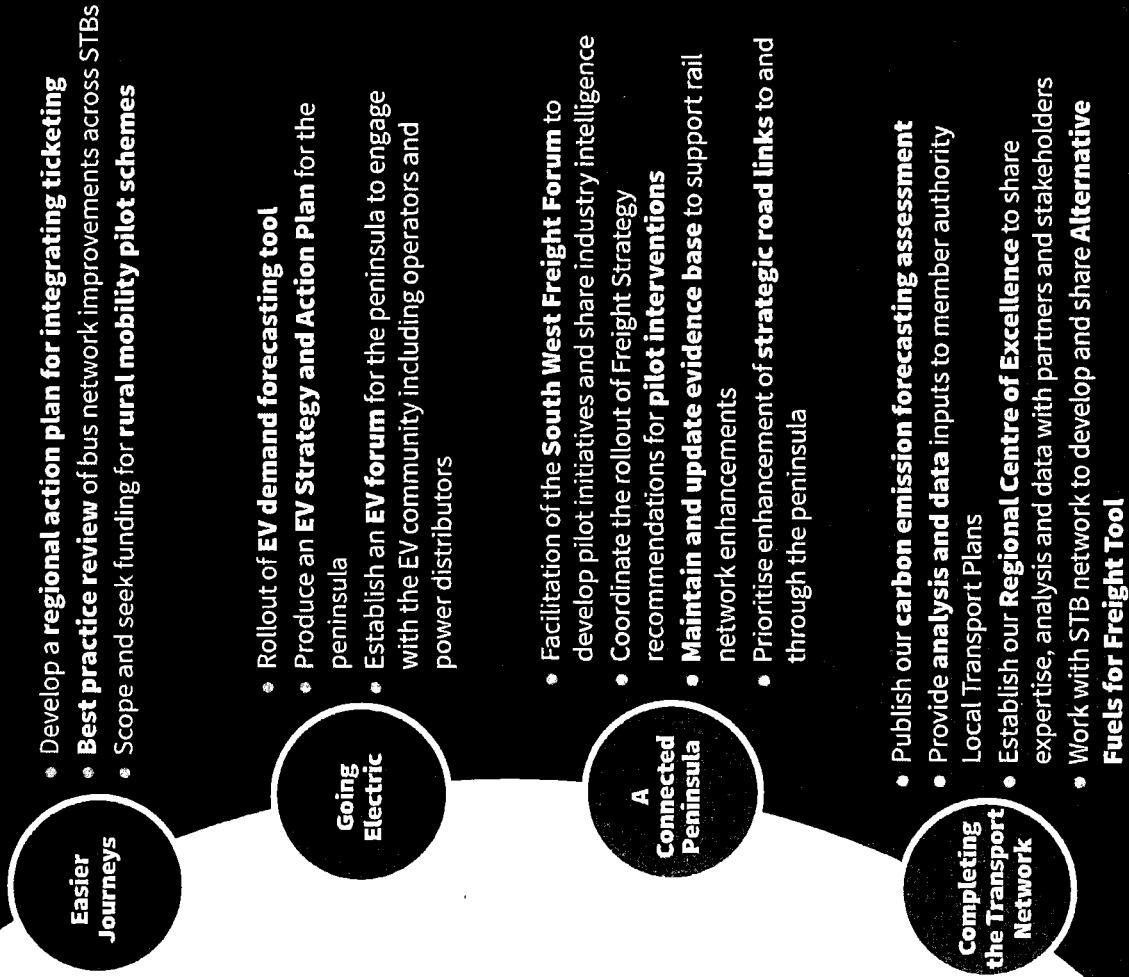 Easier
Journeys
Develop a regional action plan for integrating ticketing
Best practice review of bus network improvements across STBs
Scope and seek funding for rural mobility pilot schemes
Going
Electric
Rollout of EV demand forecasting tool
Produce an EV Strategy and Action Plan for the
peninsula
Establish an EV forum for the peninsula to engage
with the EV community including operators and
power distributors
A
Connected
Peninsula
Facilitation of the South West Freight Forum to
develop pilot initiatives and share industry intelligence
Coordinate the rollout of Freight Strategy
recommendations for pilot interventions
Maintain and update evidence base to support rail
network enhancements
Prioritise enhancement of strategic road links to and
through the peninsula
Completing
the Transport
Network
Publish our carbon emission forecasting assessment
Provide analysis and data inputs to member authority
Local Transport Plans
Establish our Regional Centre of Excellence to share
expertise, analysis and data with partners and stakeholders
Work with STB network to develop and share Alternative
Fuels for Freight Tool